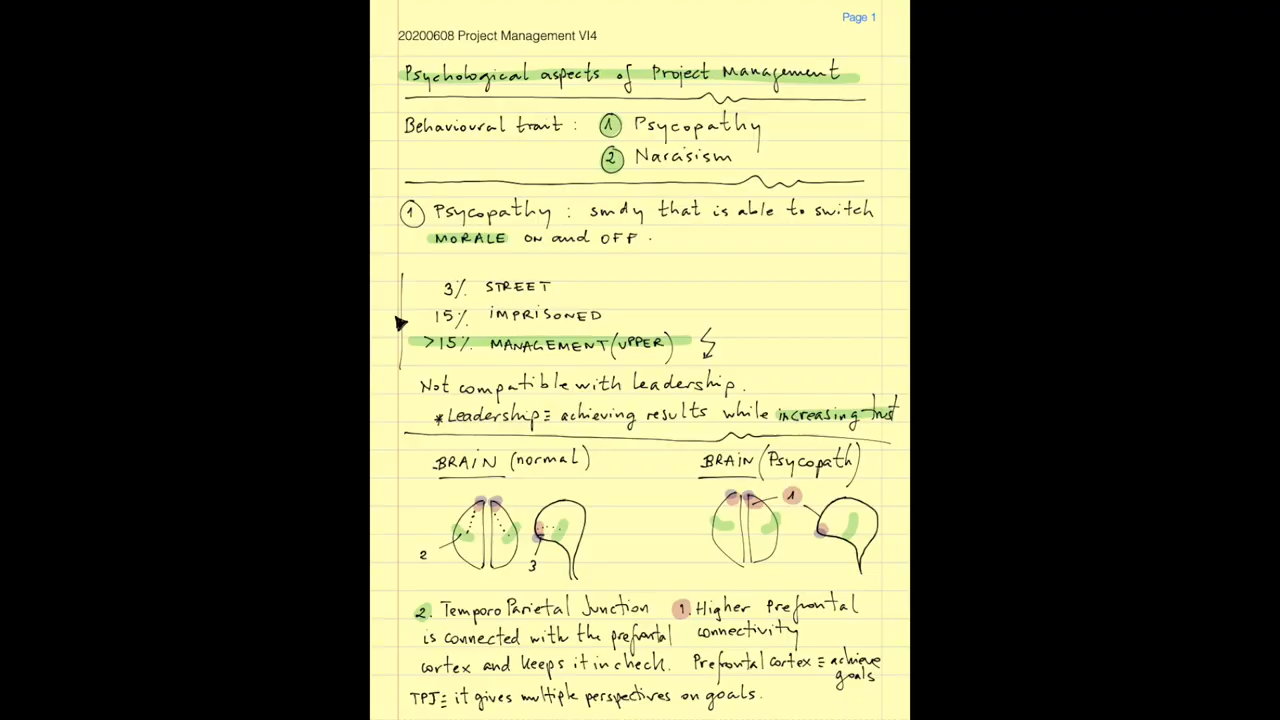 Page 1
20200608 Project Management VI4
Psychological aspects of Project Management
Behavioural trait : 1 Psycopathy
2 Narcisism
1 Psycopathy : smdy that is able to switch
MORALE ON and OFF.
3% STREET
15% IMPRISONED
>15% MANAGEMENT (UPPER)
Not compatible with leadership.
* Leadership ≡ achieving results while increasing trust
BRAIN (normal) BRAIN (Psycopath)
1
2
3
2. Temporo Parietal Junction
is connected with the prefrontal
cortex and keeps it in check.
TPJ ≡ it gives multiple perspectives on goals.
1. Higher prefrontal
connectivity
Prefrontal cortex ≡ achieve
goals